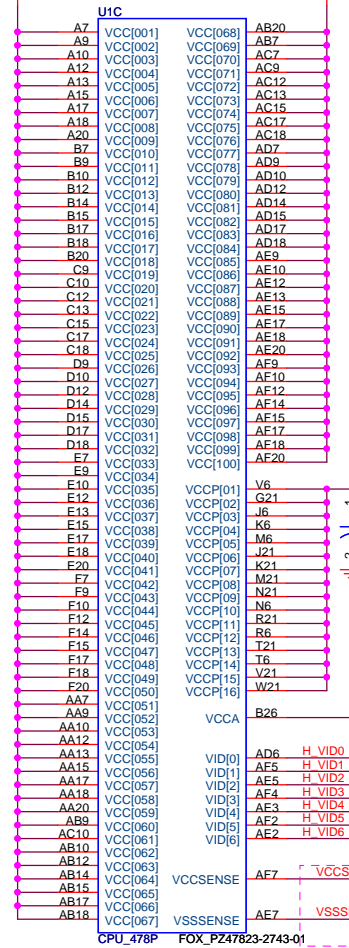 U1C
A7 VCC[001] VCC[068] AB20
A9 VCC[002] VCC[069] AB7
A10 VCC[003] VCC[070] AC7
A12 VCC[004] VCC[071] AC9
A13 VCC[005] VCC[072] AC12
A15 VCC[006] VCC[073] AC13
A17 VCC[007] VCC[074] AC15
A18 VCC[008] VCC[075] AC17
A20 VCC[009] VCC[076] AC18
B7 VCC[010] VCC[077] AD7
B9 VCC[011] VCC[078] AD9
B10 VCC[012] VCC[079] AD10
B12 VCC[013] VCC[080] AD12
B14 VCC[014] VCC[081] AD14
B15 VCC[015] VCC[082] AD15
B17 VCC[016] VCC[083] AD17
B18 VCC[017] VCC[084] AD18
B20 VCC[018] VCC[085] AE9
C9 VCC[019] VCC[086] AE10
C10 VCC[020] VCC[087] AE12
C12 VCC[021] VCC[088] AE13
C13 VCC[022] VCC[089] AE15
C15 VCC[023] VCC[090] AE17
C17 VCC[024] VCC[091] AE18
C18 VCC[025] VCC[092] AE20
D9 VCC[026] VCC[093] AF9
D10 VCC[027] VCC[094] AF10
D12 VCC[028] VCC[095] AF12
D14 VCC[029] VCC[096] AF14
D15 VCC[030] VCC[097] AF15
D17 VCC[031] VCC[098] AF17
D18 VCC[032] VCC[099] AF18
E7 VCC[033] VCC[100] AF20
E9 VCC[034]
E10 VCC[035] VCCP[01] V6
E12 VCC[036] VCCP[02] G21
E13 VCC[037] VCCP[03] J6
E15 VCC[038] VCCP[04] K6
E17 VCC[039] VCCP[05] M6
E18 VCC[040] VCCP[06] J21
E20 VCC[041] VCCP[07] K21
F7 VCC[042] VCCP[08] M21
F9 VCC[043] VCCP[09] N21
F10 VCC[044] VCCP[10] N6
F12 VCC[045] VCCP[11] R21
F14 VCC[046] VCCP[12] R6
F15 VCC[047] VCCP[13] T21
F17 VCC[048] VCCP[14] T6
F18 VCC[049] VCCP[15] V21
F20 VCC[050] VCCP[16] W21
AA7 VCC[051]
AA9 VCC[052] VCCA B26
AA10 VCC[053]
AA12 VCC[054]
AA13 VCC[055] VID[0] AD6 H_VID0
AA15 VCC[056] VID[1] AF5 H_VID1
AA17 VCC[057] VID[2] AE5 H_VID2
AA18 VCC[058] VID[3] AF4 H_VID3
AA20 VCC[059] VID[4] AE3 H_VID4
AB9 VCC[060] VID[5] AF2 H_VID5
AC10 VCC[061] VID[6] AE2 H_VID6
AB10 VCC[062]
AB12 VCC[063]
AB14 VCC[064] VCCSENSE AF7 VCCS
AB15 VCC[065]
AB17 VCC[066]
AB18 VCC[067] VSSSENSE AE7 VSSS
CPU_478P FOX_PZ47823-2743-01